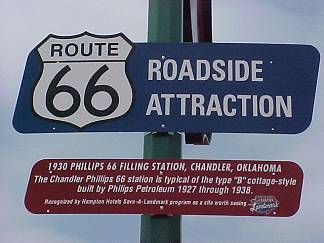 ROUTE
66
ROADSIDE
ATTRACTION
1930 PHILLIPS 66 FILLING STATION, CHANDLER, OKLAHOMA
The Chandler Phillips 66 station is typical of the type "B" cottage-style
built by Philips Petroleum 1927 through 1938.
Recognized by Hampton Hotels Save-A-Landmark program as a site worth seeing
Landmark